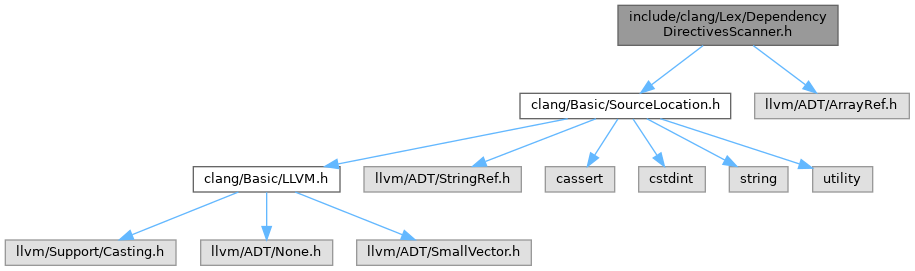 include/clang/Lex/Dependency
DirectivesScanner.h
clang/Basic/SourceLocation.h
llvm/ADT/ArrayRef.h
clang/Basic/LLVM.h
llvm/ADT/StringRef.h
cassert
cstdint
string
utility
llvm/Support/Casting.h
llvm/ADT/None.h
llvm/ADT/SmallVector.h